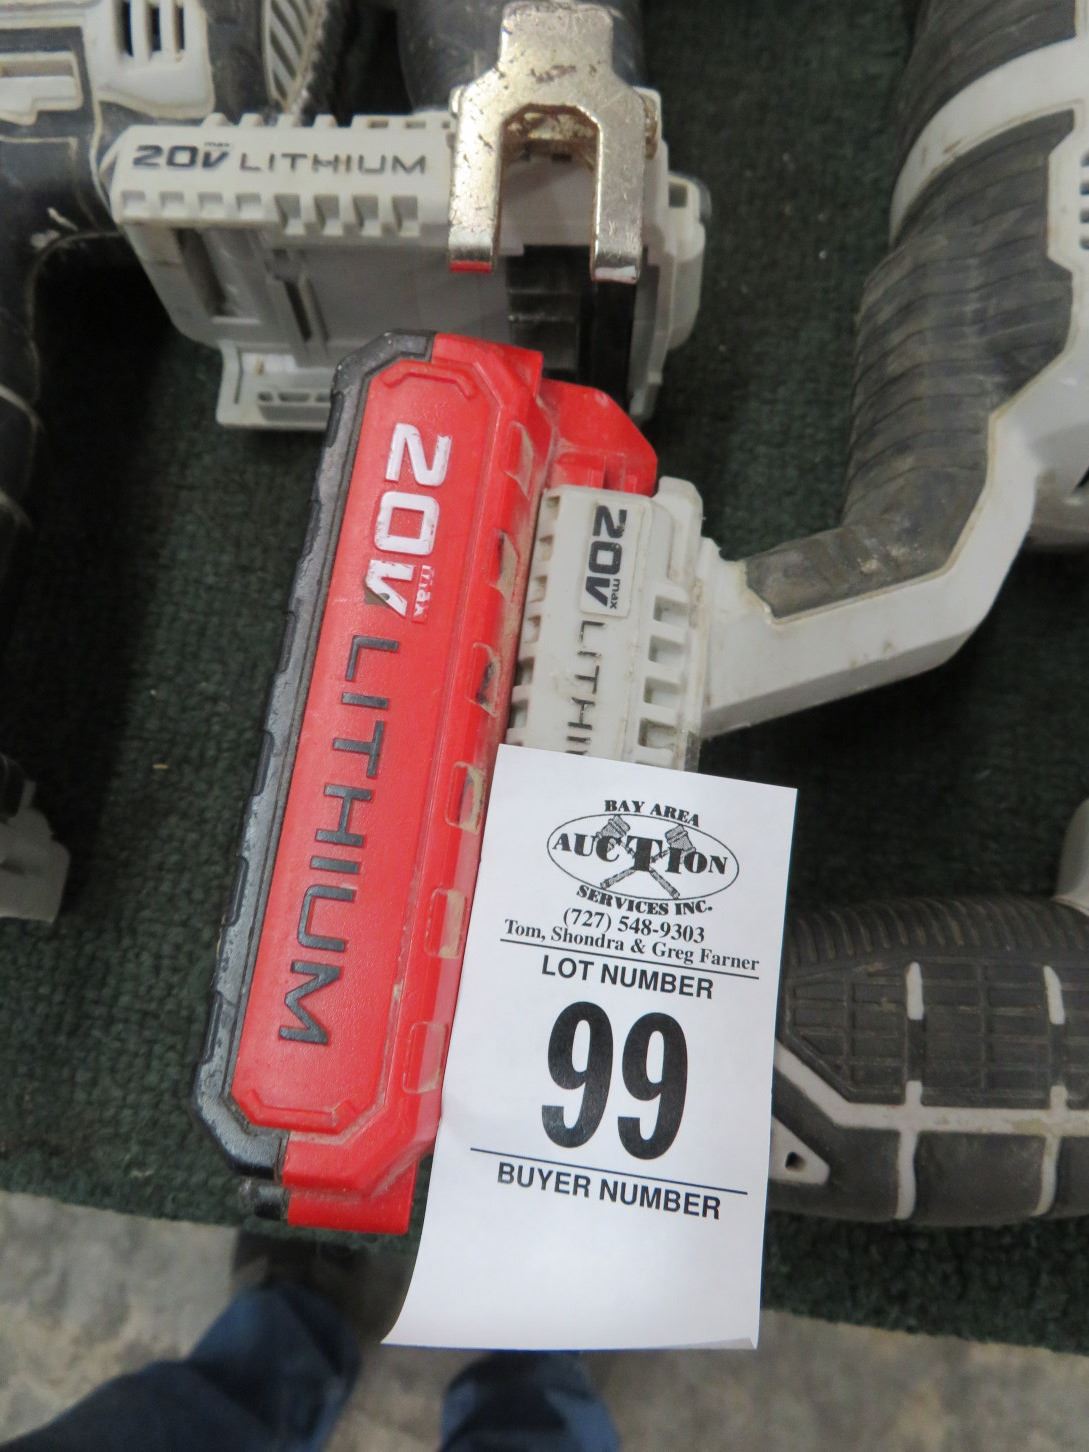 20V max LITHIUM
20V max
LITHIUM
20V max
LITHI
BAY AREA
AUCTION
SERVICES INC.
(727) 548-9303
Tom, Shondra & Greg Farner
LOT NUMBER
99
BUYER NUMBER